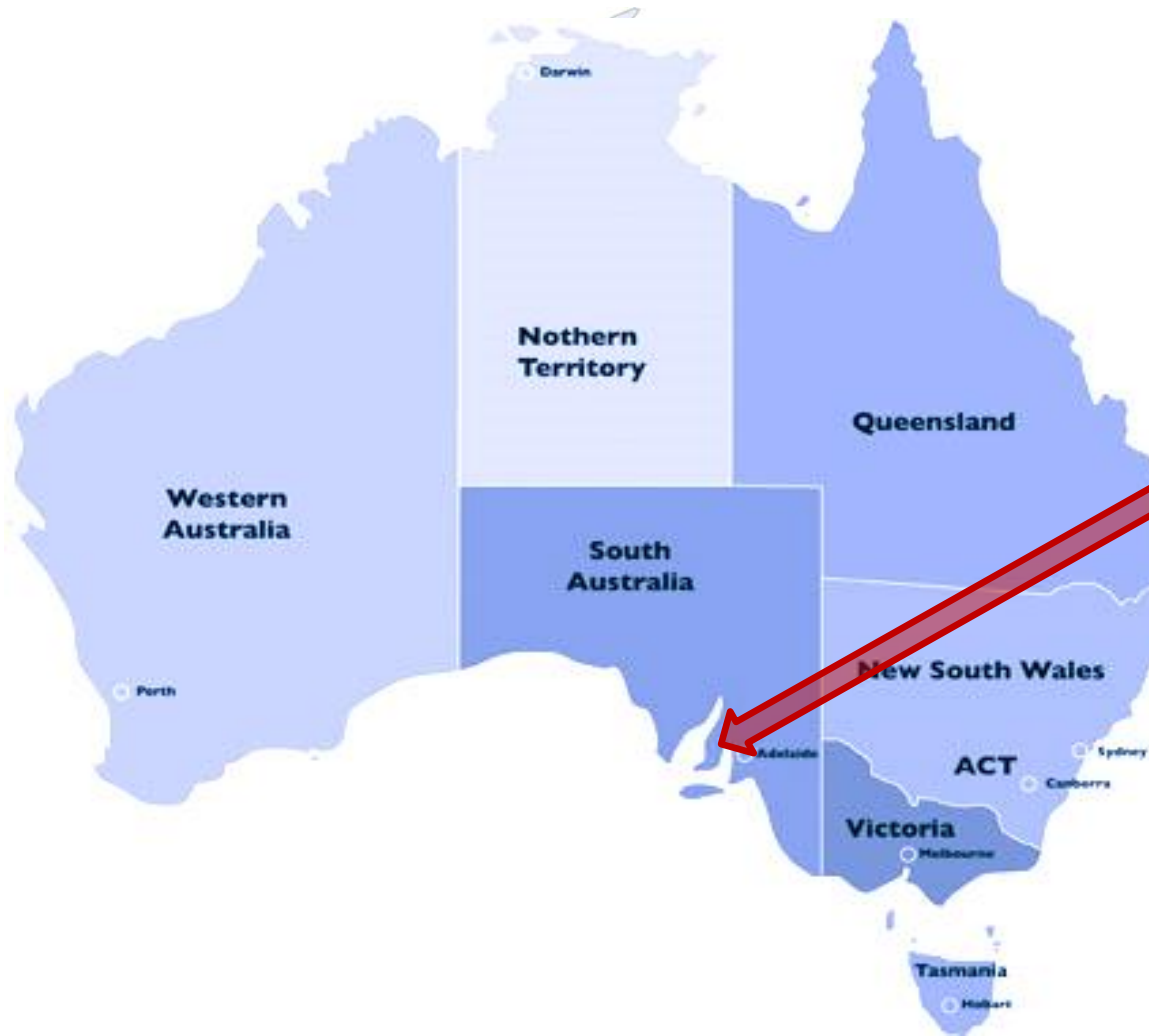 Darwin
Nothern
Territory
Queensland
Western
Australia
South
Australia
New South Wales
Perth
Adelaide
Sydney
ACT
Canberra
Victoria
Melbourne
Tasmania
Hobart